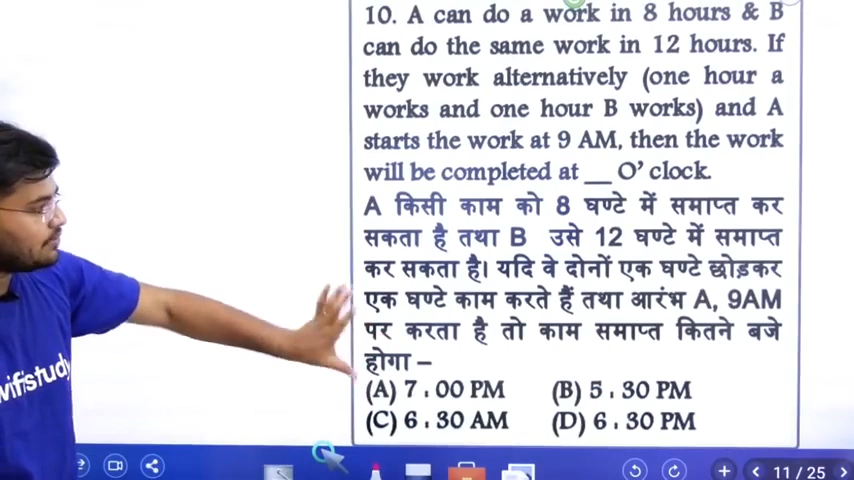 10. A can do a work in 8 hours & B
can do the same work in 12 hours. If
they work alternatively (one hour a
works and one hour B works) and A
starts the work at 9 AM, then the work
will be completed at __ O' clock.
A किसी काम को 8 घण्टे में समाप्त कर
सकता है तथा B उसे 12 घण्टे में समाप्त
कर सकता है। यदि वे दोनों एक घण्टे छोड़कर
एक घण्टे काम करते हैं तथा आरंभ A, 9AM
पर करता है तो काम समाप्त कितने बजे
होगा –
(A) 7 : 00 PM (B) 5 : 30 PM
(C) 6 : 30 AM (D) 6 : 30 PM
wifistudy
11 / 25